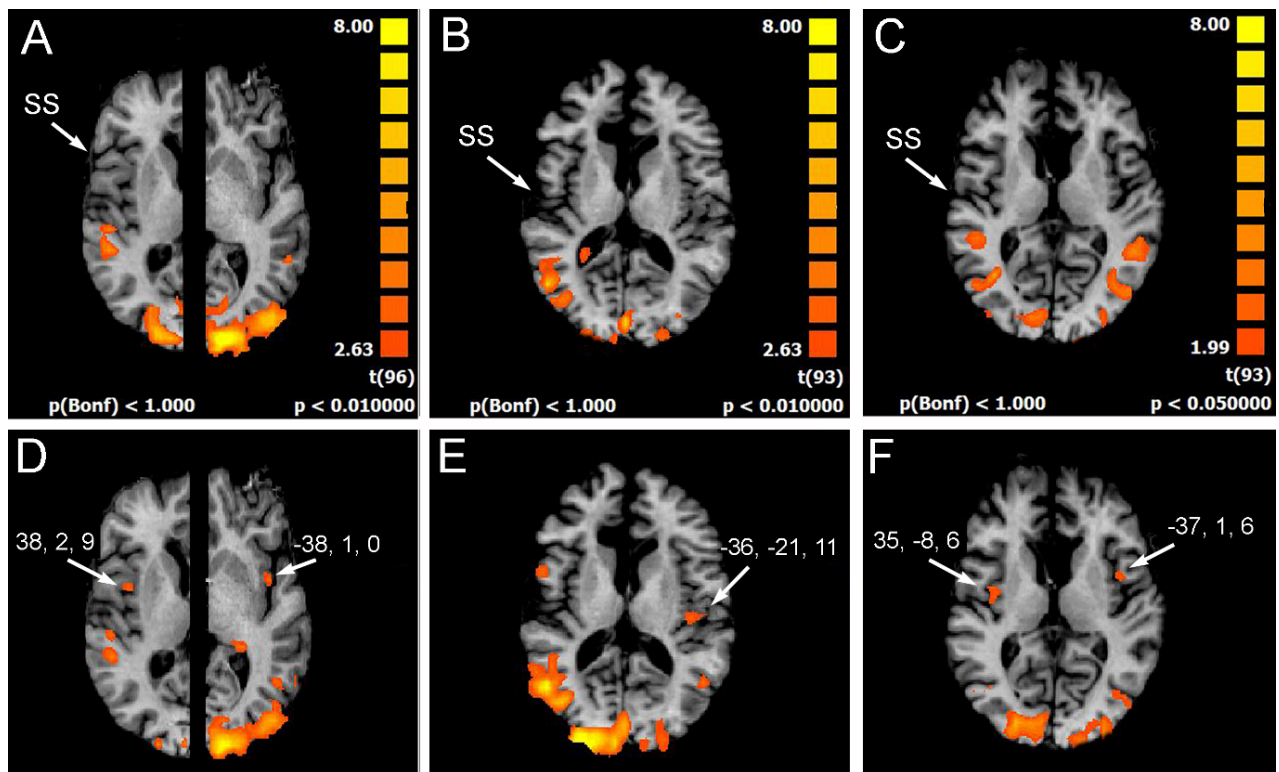 A
8.00
SS
2.63
t(96)
p(Bonf) < 1.000
p < 0.010000
B
8.00
SS
2.63
t(93)
p(Bonf) < 1.000
p < 0.010000
C
8.00
SS
1.99
t(93)
p(Bonf) < 1.000
p < 0.050000
D
38, 2, 9
-38, 1, 0
E
-36, -21, 11
F
35, -8, 6
-37, 1, 6